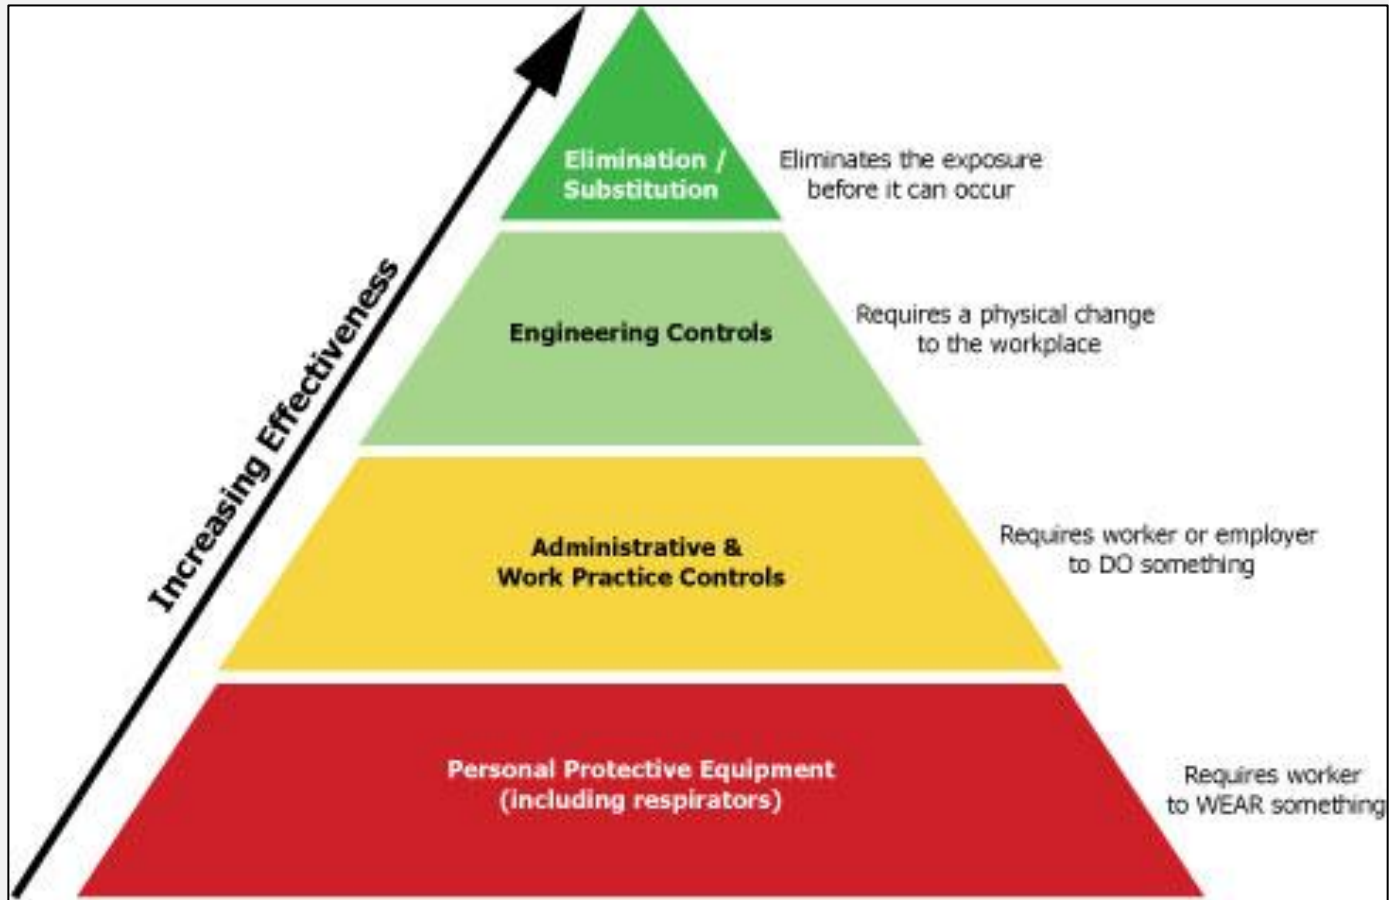 Elimination /
Substitution
Eliminates the exposure
before it can occur
Increasing Effectiveness
Engineering Controls
Requires a physical change
to the workplace
Administrative &
Work Practice Controls
Requires worker or employer
to DO something
Personal Protective Equipment
(including respirators)
Requires worker
to WEAR something